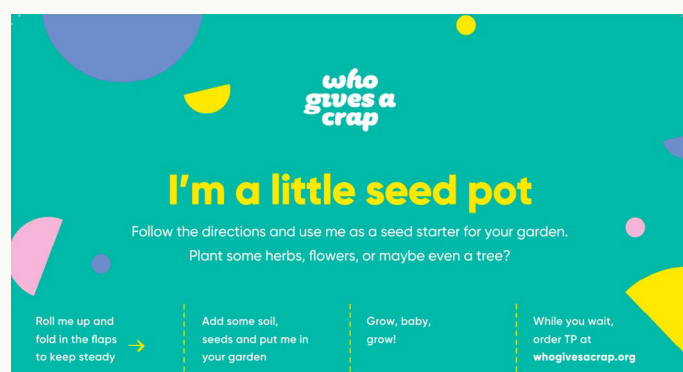 who
gives a
crap
I'm a little seed pot
Follow the directions and use me as a seed starter for your garden.
Plant some herbs, flowers, or maybe even a tree?
Roll me up and
fold in the flaps
to keep steady
Add some soil,
seeds and put me in
your garden
Grow, baby,
grow!
While you wait,
order TP at
whogivesacrap.org